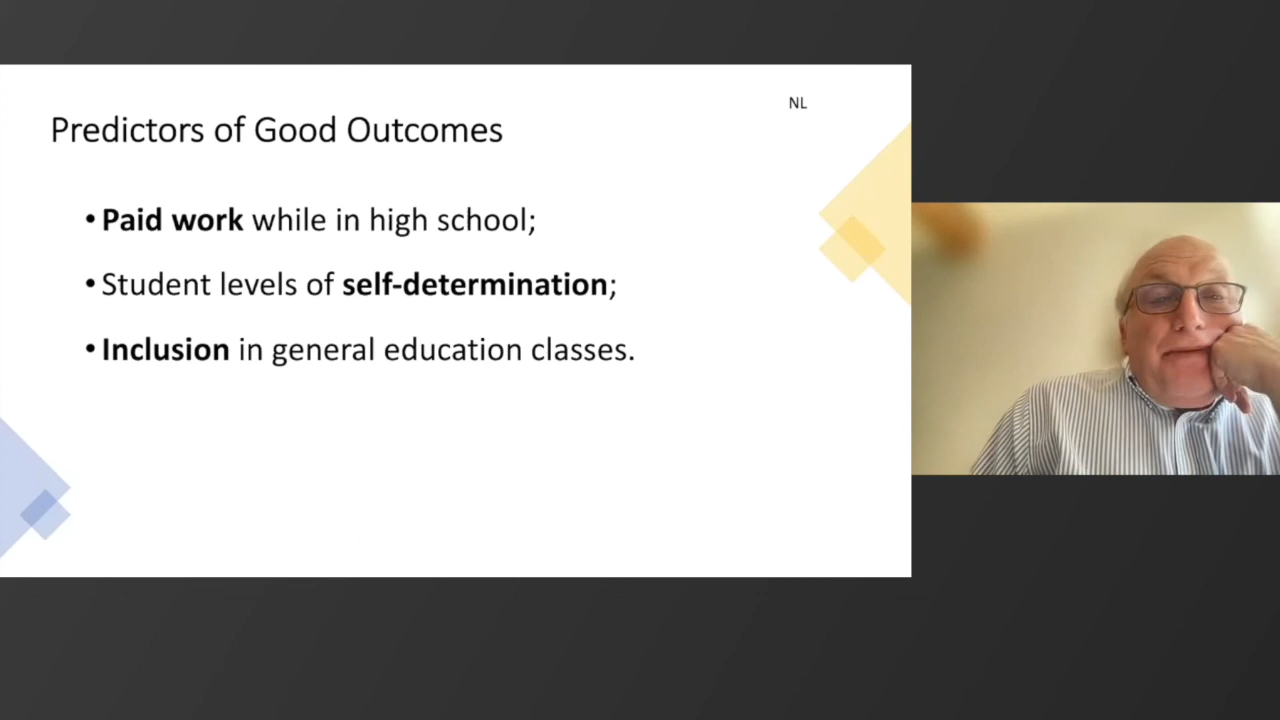 NL
Predictors of Good Outcomes
• Paid work while in high school;
• Student levels of self-determination;
• Inclusion in general education classes.